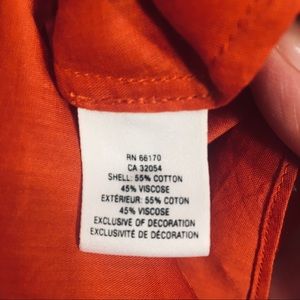 RN 66170
CA 32054
SHELL: 55% COTTON
45% VISCOSE
EXTÉRIEUR: 55% COTON
45% VISCOSE
EXCLUSIVE OF DECORATION
EXCLUSIVITÉ DE DÉCORATION